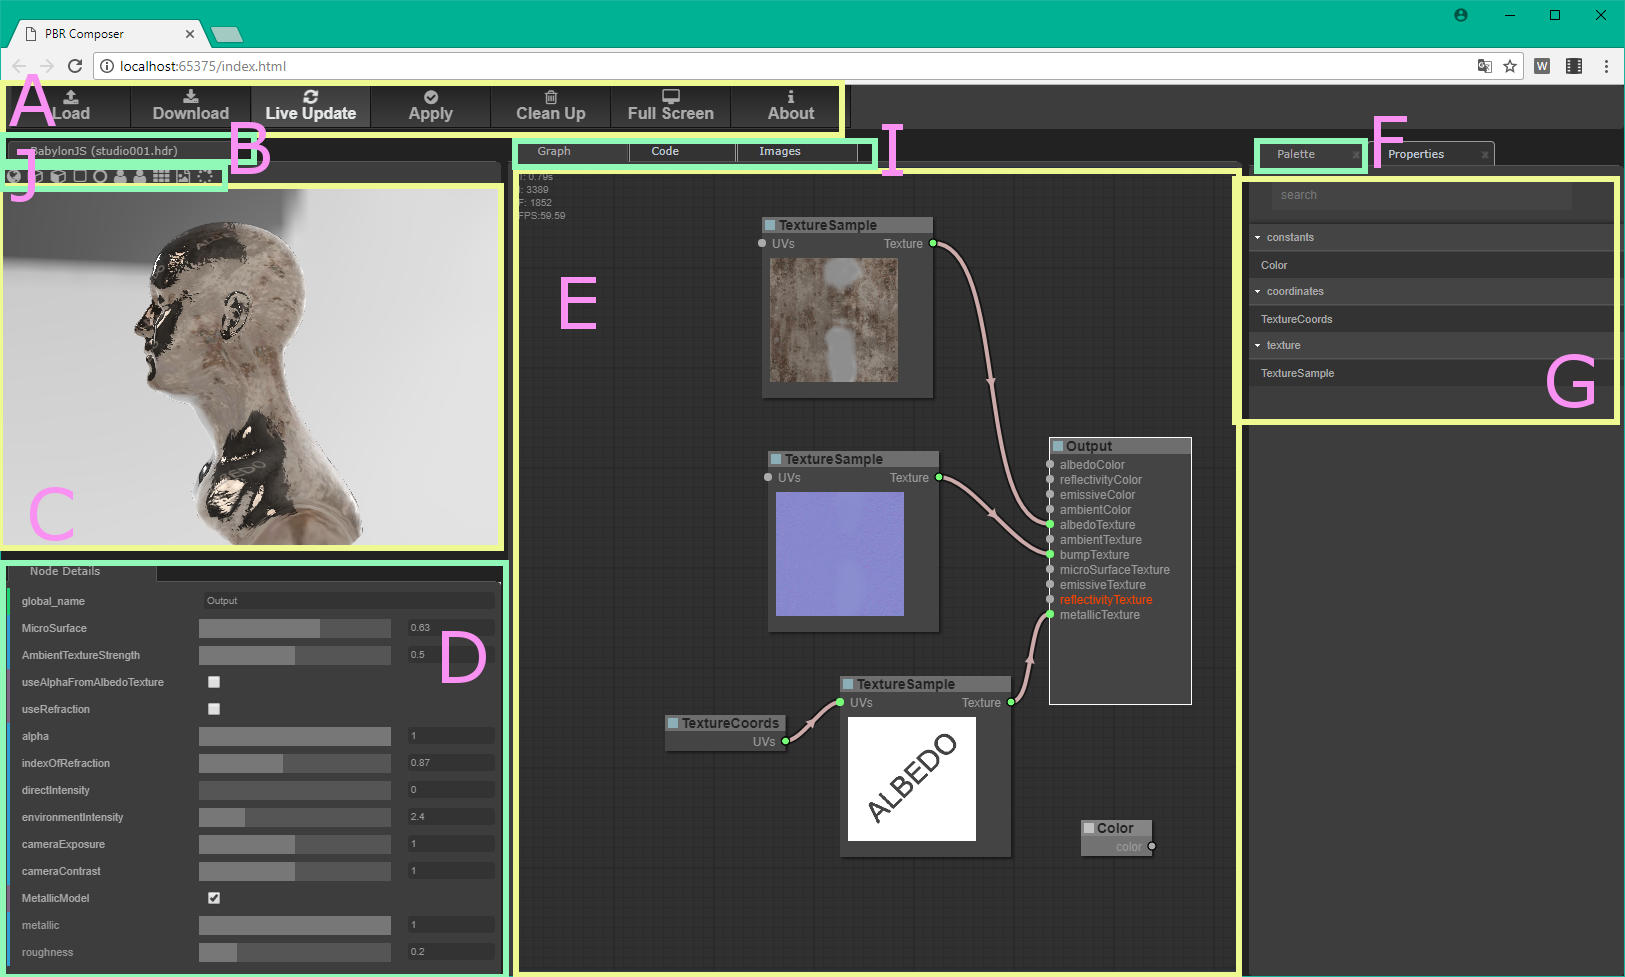 PBR Composer
localhost:65375/index.html
W
A
Load
Download
Live Update
Apply
Clean Up
Full Screen
About
B
BabylonJS (studio001.hdr)
I
Graph
Code
Images
F
Palette
x
Properties
x
J
T: 0.79s
I: 3389
F: 1852
FPS:59.59
search
constants
Color
coordinates
TextureCoords
texture
TextureSample
G
C
E
TextureSample
UVs
Texture
TextureSample
UVs
Texture
Output
albedoColor
reflectivityColor
emissiveColor
ambientColor
albedoTexture
ambientTexture
bumpTexture
microSurfaceTexture
emissiveTexture
reflectivityTexture
metallicTexture
TextureSample
UVs
Texture
ALBEDO
TextureCoords
UVs
Color
color
Node Details
D
global_name
Output
MicroSurface
0.63
AmbientTextureStrength
0.5
useAlphaFromAlbedoTexture
useRefraction
alpha
1
indexOfRefraction
0.87
directIntensity
0
environmentIntensity
2.4
cameraExposure
1
cameraContrast
1
MetallicModel
metallic
1
roughness
0.2